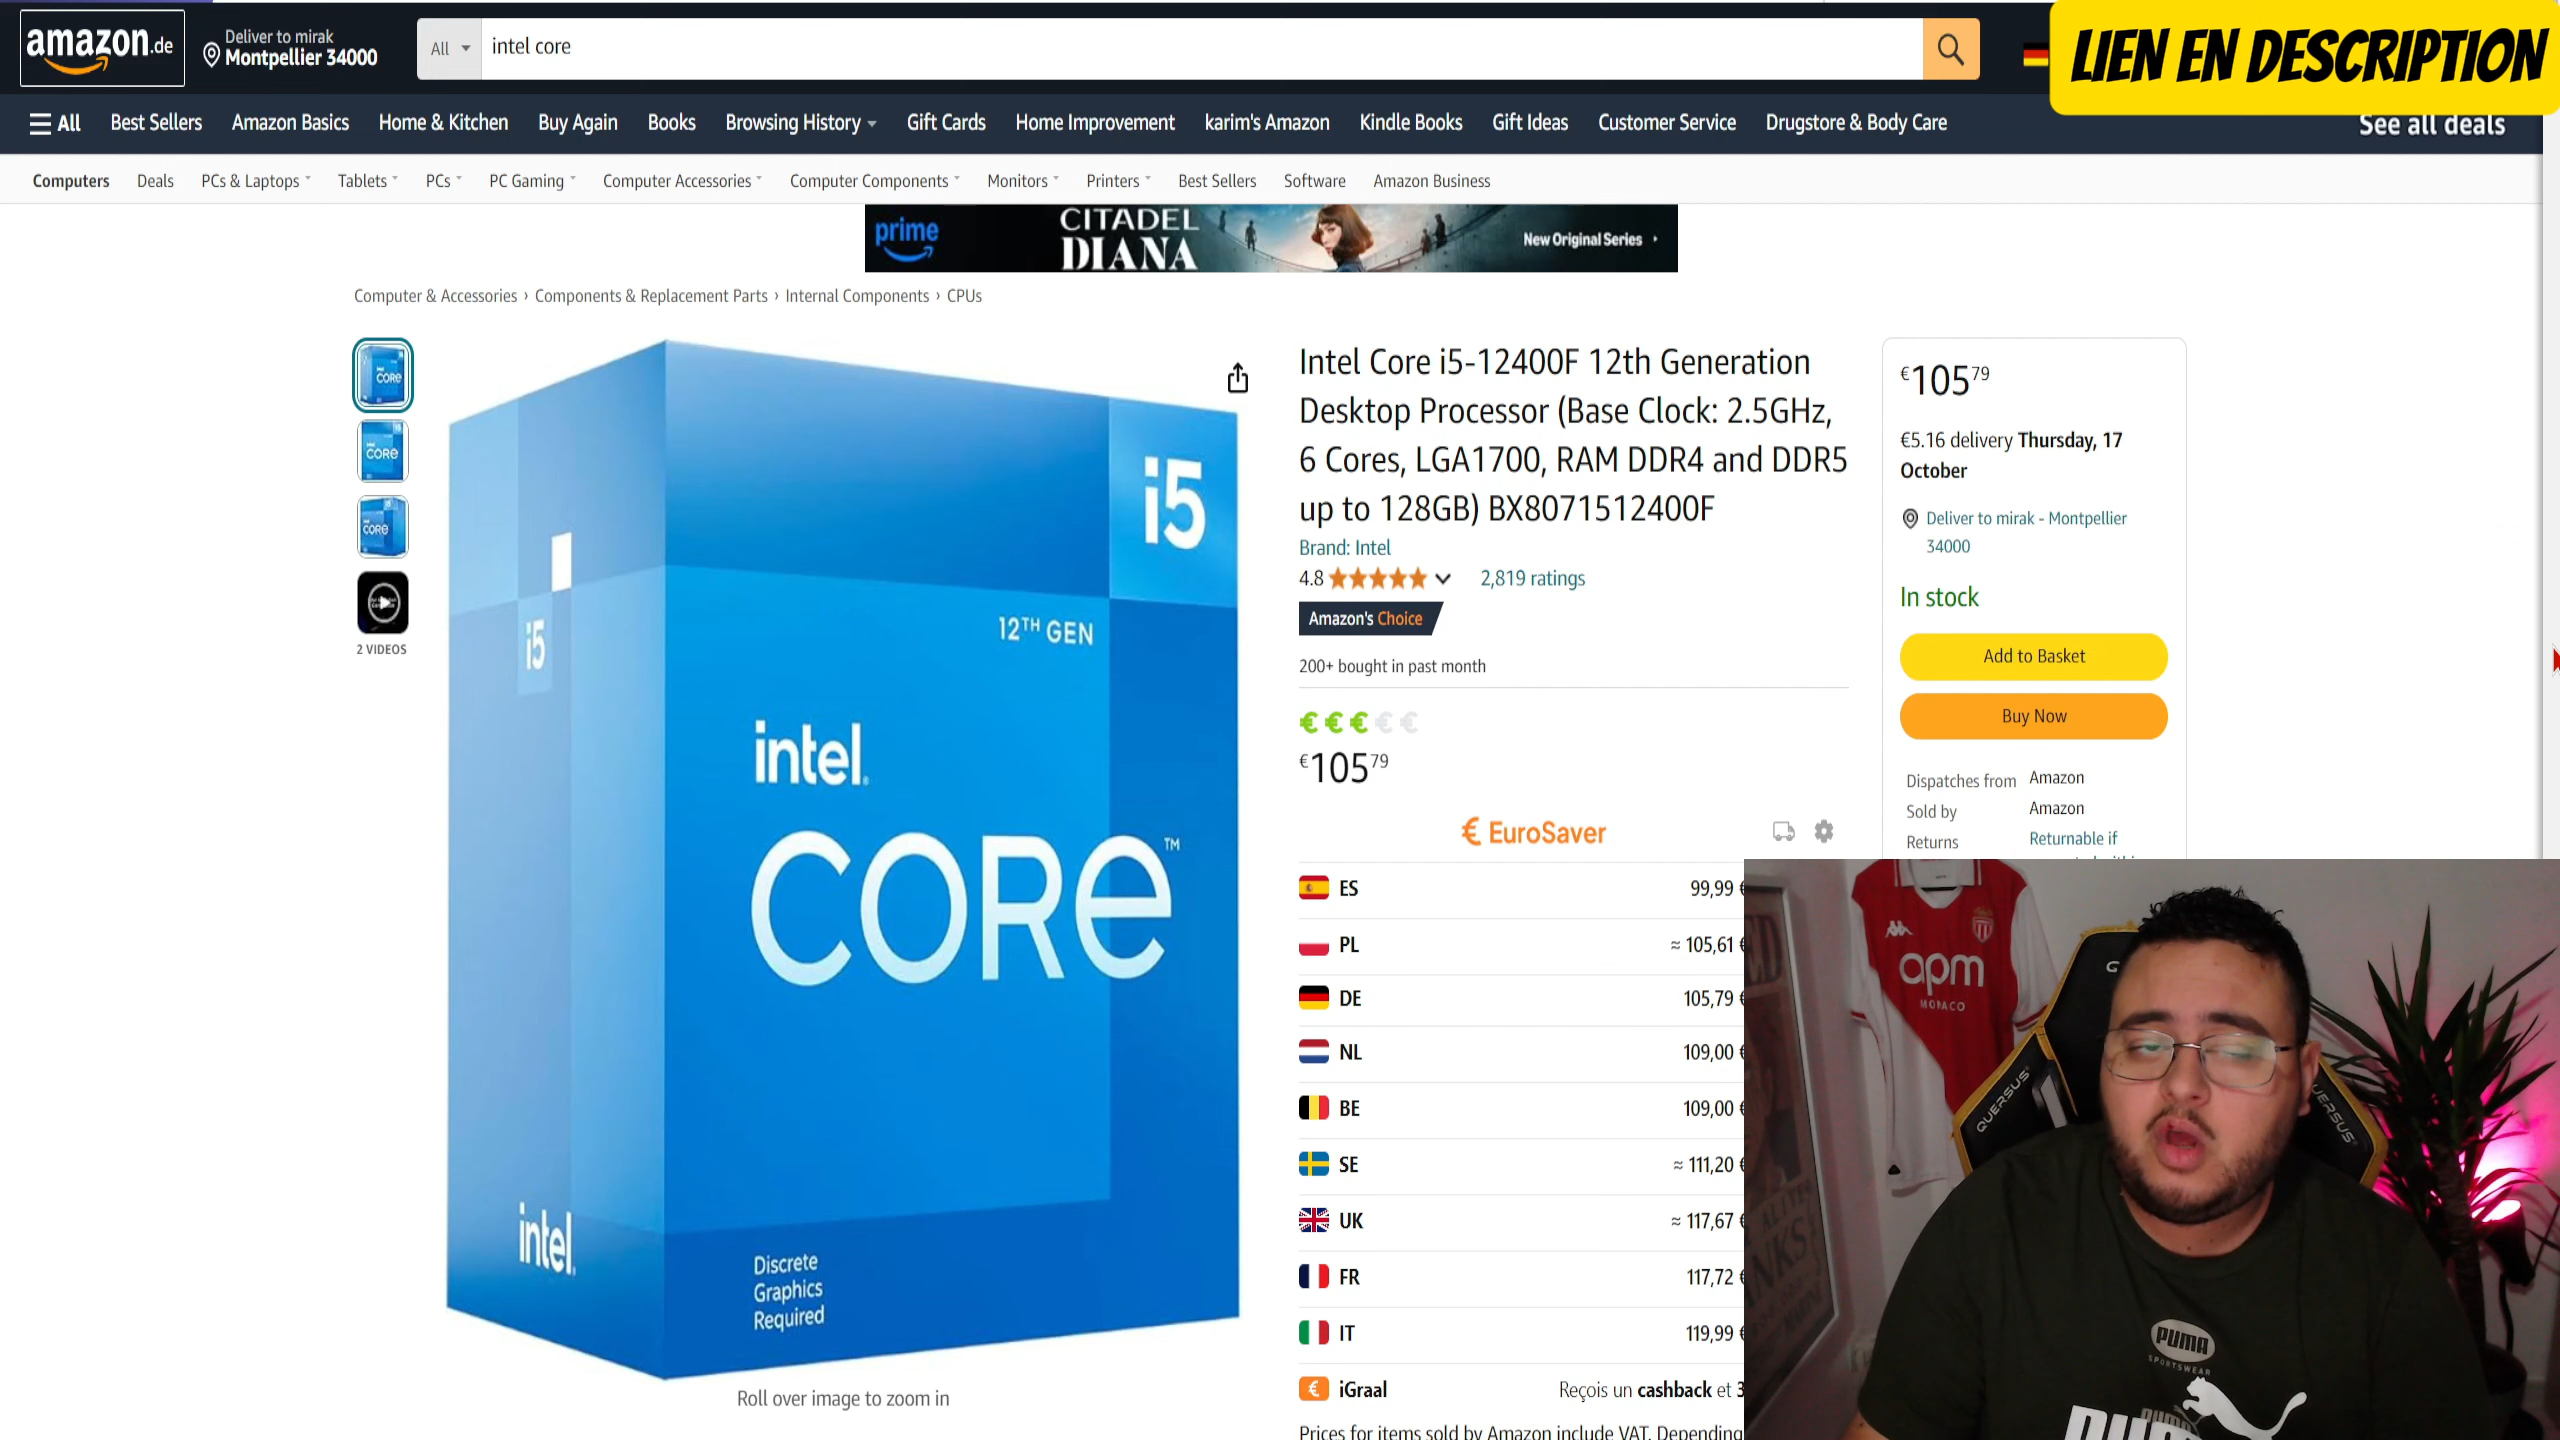 amazon.de
Deliver to mirak
Montpellier 34000
All
intel core
LIEN EN DESCRIPTION
All
Best Sellers
Amazon Basics
Home & Kitchen
Buy Again
Books
Browsing History
Gift Cards
Home Improvement
karim's Amazon
Kindle Books
Gift Ideas
Customer Service
Drugstore & Body Care
See all deals
Computers
Deals
PCs & Laptops
Tablets
PCs
PC Gaming
Computer Accessories
Computer Components
Monitors
Printers
Best Sellers
Software
Amazon Business
prime
CITADEL
DIANA
New Original Series
Computer & Accessories › Components & Replacement Parts › Internal Components › CPUs
2 VIDEOS
i5
12TH GEN
i5
intel.
CORE™
intel.
Discrete
Graphics
Required
Roll over image to zoom in
Intel Core i5-12400F 12th Generation
Desktop Processor (Base Clock: 2.5GHz,
6 Cores, LGA1700, RAM DDR4 and DDR5
up to 128GB) BX8071512400F
Brand: Intel
4.8
2,819 ratings
Amazon's Choice
200+ bought in past month
€€€€€
€105 79
€ EuroSaver
ES 99,99 €
PL ≈ 105,61 €
DE 105,79 €
NL 109,00 €
BE 109,00 €
SE ≈ 111,20 €
UK ≈ 117,67 €
FR 117,72 €
IT 119,99 €
€ iGraal Reçois un cashback et 3
Prices for items sold by Amazon include VAT. Depending
€105 79
€5.16 delivery Thursday, 17
October
Deliver to mirak - Montpellier
34000
In stock
Add to Basket
Buy Now
Dispatches from Amazon
Sold by Amazon
Returns Returnable if
apm
MONACO
QUERSUS
PUMA
SPORTSWEAR